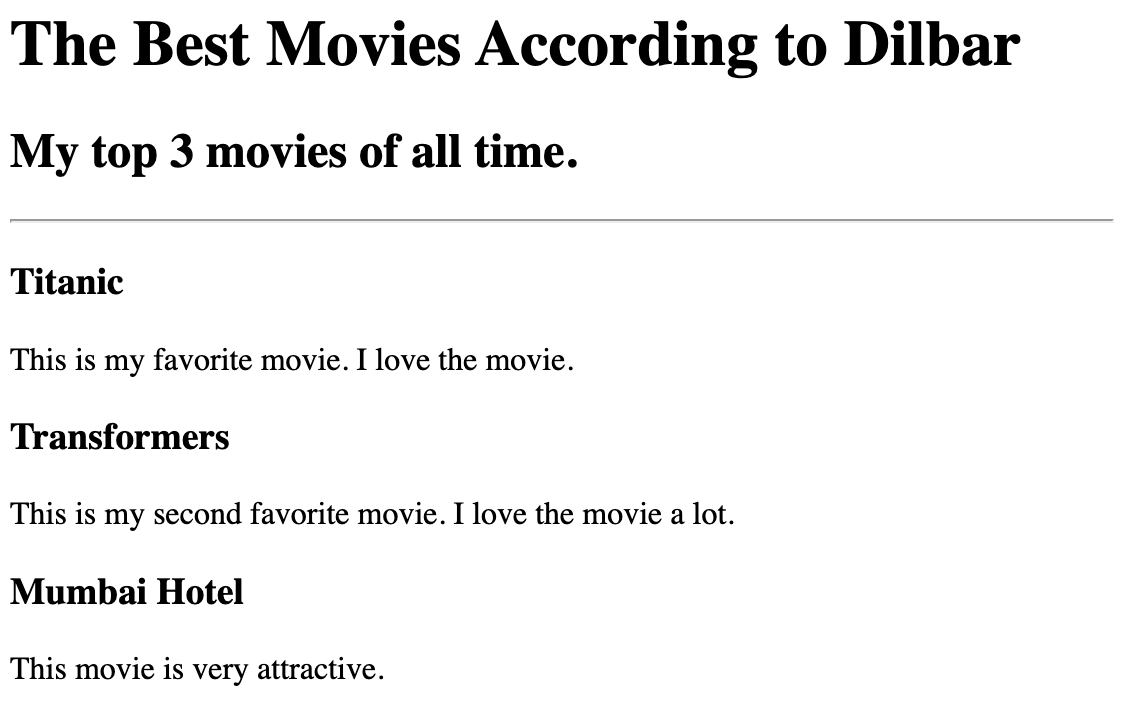 The Best Movies According to Dilbar
My top 3 movies of all time.
Titanic
This is my favorite movie. I love the movie.
Transformers
This is my second favorite movie. I love the movie a lot.
Mumbai Hotel
This movie is very attractive.